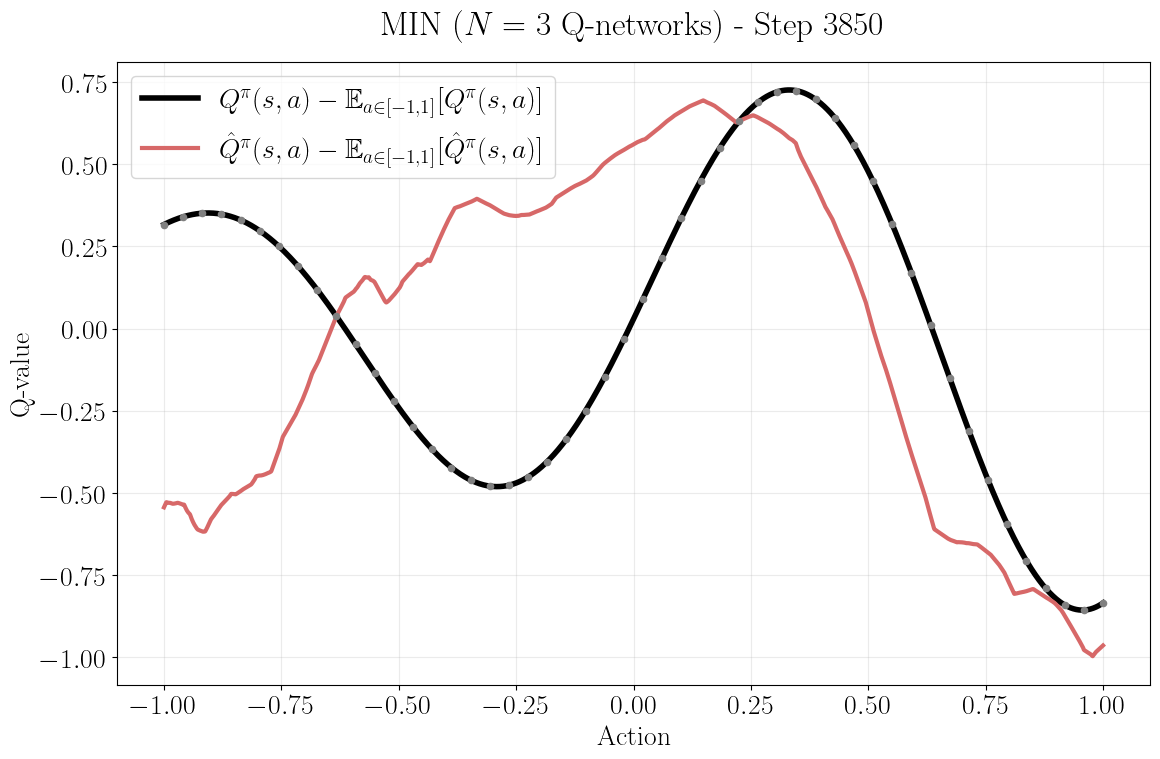 MIN (N = 3 Q-networks) - Step 3850
Q^π(s, a) − 𝔼_{a∈[−1,1]}[Q^π(s, a)]
Q̂^π(s, a) − 𝔼_{a∈[−1,1]}[Q̂^π(s, a)]
0.75
0.50
0.25
0.00
−0.25
−0.50
−0.75
−1.00
Q-value
−1.00 −0.75 −0.50 −0.25 0.00 0.25 0.50 0.75 1.00
Action